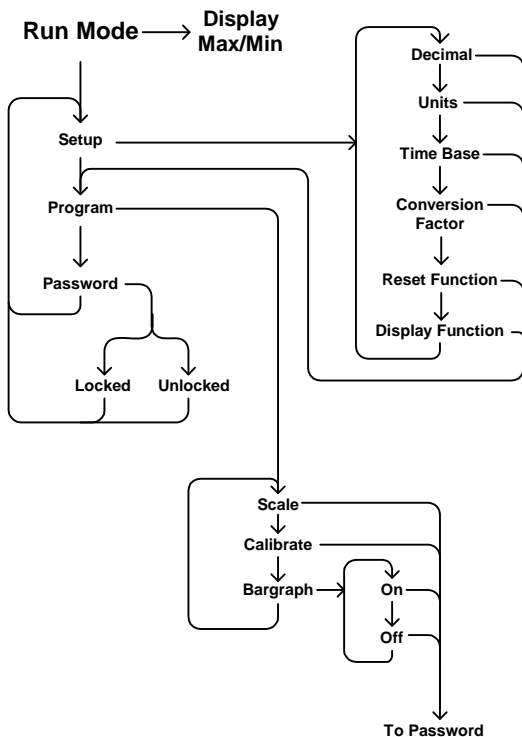 Run Mode
Display
Max/Min
Setup
Program
Password
Locked
Unlocked
Decimal
Units
Time Base
Conversion
Factor
Reset Function
Display Function
Scale
Calibrate
Bargraph
On
Off
To Password